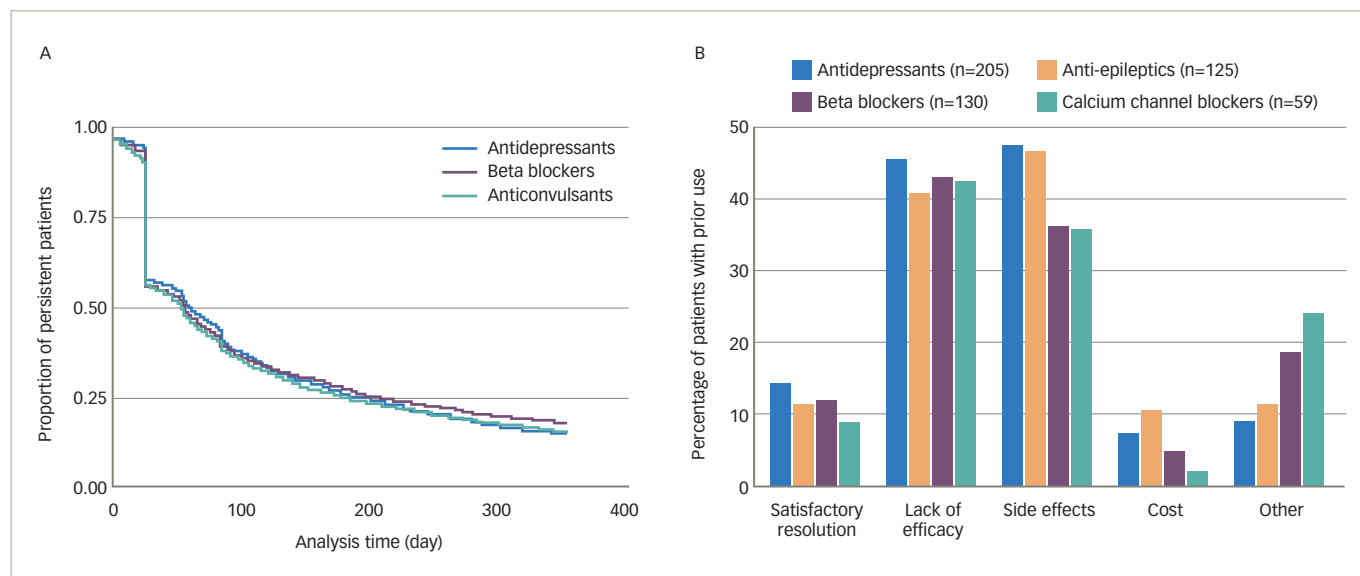 A
Proportion of persistent patients
1.00
0.75
0.50
0.25
0.00
Antidepressants
Beta blockers
Anticonvulsants
0 100 200 300 400
Analysis time (day)
B
Antidepressants (n=205) Anti-epileptics (n=125)
Beta blockers (n=130) Calcium channel blockers (n=59)
Percentage of patients with prior use
50
40
30
20
10
0
Satisfactory resolution
Lack of efficacy
Side effects
Cost
Other